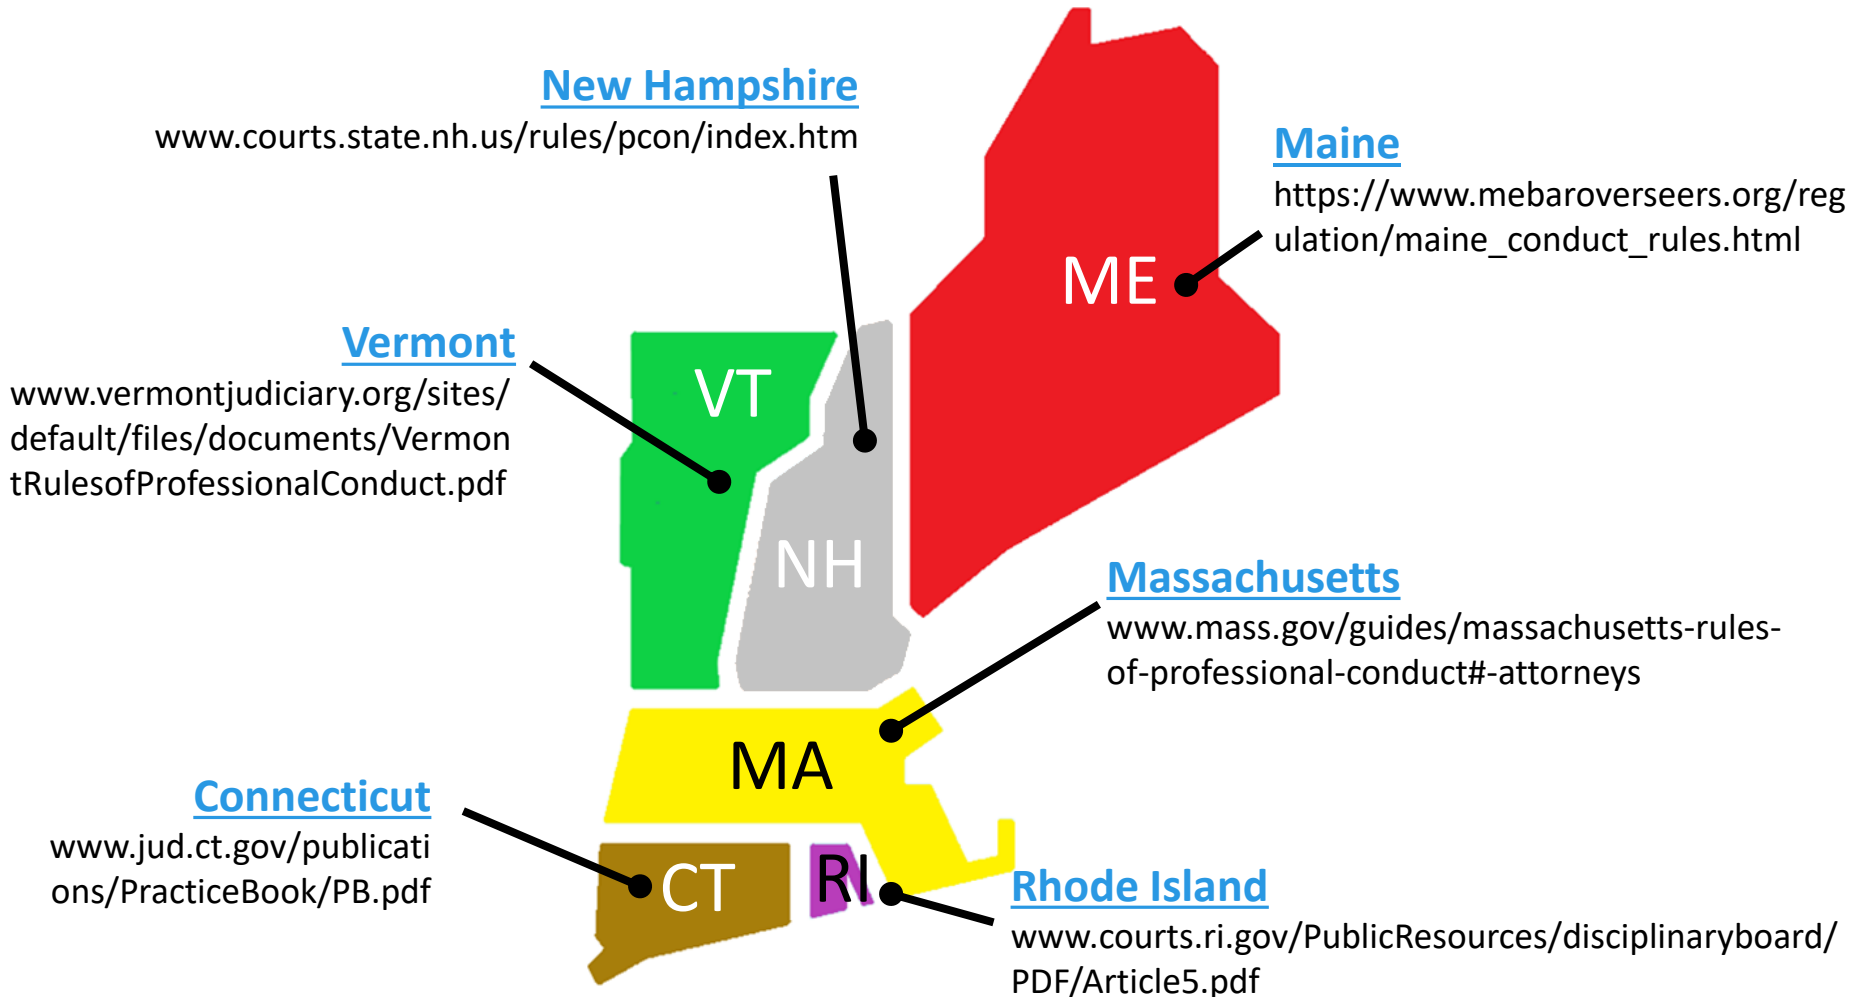 New Hampshire
www.courts.state.nh.us/rules/pcon/index.htm
Maine
https://www.mebaroverseers.org/reg
ulation/maine_conduct_rules.html
ME
Vermont
www.vermontjudiciary.org/sites/
default/files/documents/Vermon
tRulesofProfessionalConduct.pdf
VT
NH
Massachusetts
www.mass.gov/guides/massachusetts-rules-
of-professional-conduct#-attorneys
MA
Connecticut
www.jud.ct.gov/publicati
ons/PracticeBook/PB.pdf
CT
RI
Rhode Island
www.courts.ri.gov/PublicResources/disciplinaryboard/
PDF/Article5.pdf